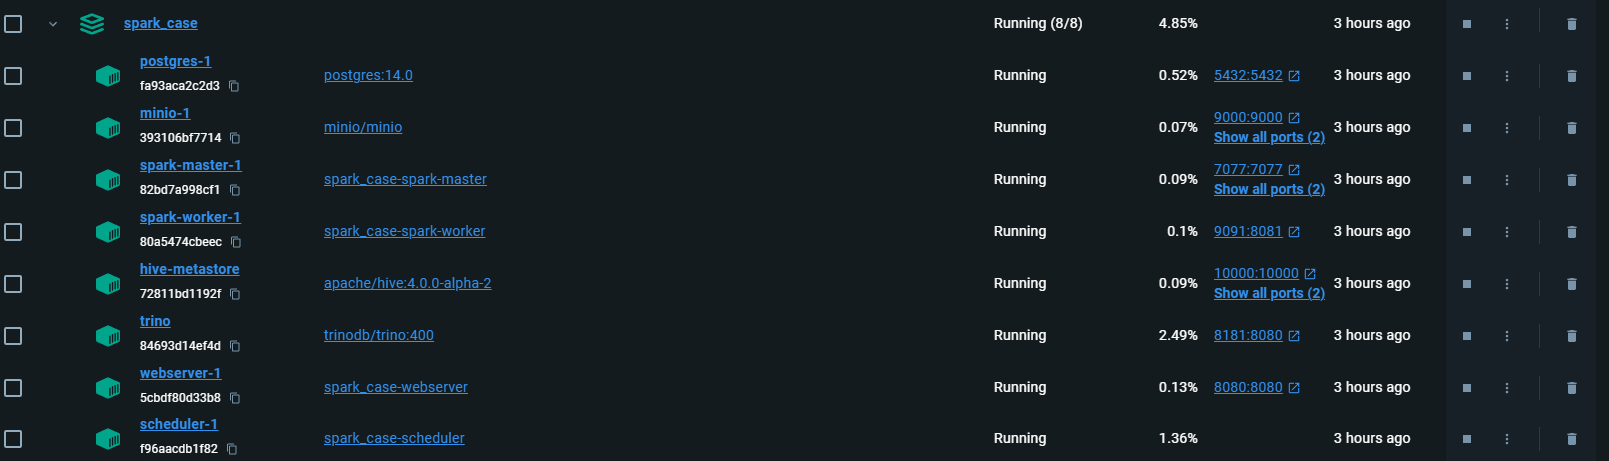 spark_case Running (8/8) 4.85% 3 hours ago
postgres-1
fa93aca2c2d3 postgres:14.0 Running 0.52% 5432:5432 3 hours ago
minio-1
393106bf7714 minio/minio Running 0.07% 9000:9000 3 hours ago
Show all ports (2)
spark-master-1
82bd7a998cf1 spark_case-spark-master Running 0.09% 7077:7077 3 hours ago
Show all ports (2)
spark-worker-1
80a5474cbeec spark_case-spark-worker Running 0.1% 9091:8081 3 hours ago
hive-metastore
72811bd1192f apache/hive:4.0.0-alpha-2 Running 0.09% 10000:10000 3 hours ago
Show all ports (2)
trino
84693d14ef4d trinodb/trino:400 Running 2.49% 8181:8080 3 hours ago
webserver-1
5cbdf80d33b8 spark_case-webserver Running 0.13% 8080:8080 3 hours ago
scheduler-1
f96aacdb1f82 spark_case-scheduler Running 1.36% 3 hours ago